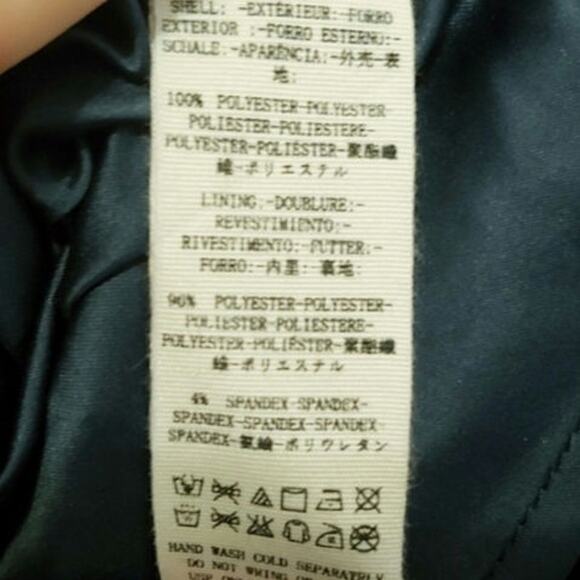 SHELL: -EXTÉRIEUR:-FORRO
EXTERIOR :-FORRO ESTERNO:-
SCHALE:-APARÊNCIA:-外壳-表
地:
100% POLYESTER-POLYESTER
POLIESTER-POLIESTERE-
POLYESTER-POLIÉSTER-聚酯纖
維-ポリエステル
LINING:-DOUBLURE:-
REVESTIMIENTO:-
RIVESTIMENTO:-FUTTER:-
FORRO:-内里:-裏地:
96% POLYESTER-POLYESTER-
POLIESTER-POLIESTERE-
POLYESTER-POLIÉSTER-聚酯纖
維-ポリエステル
4% SPANDEX-SPANDEX-
SPANDEX-SPANDEX-SPANDEX-
SPANDEX-氨綸-ポリウレタン
HAND WASH COLD SEPARATELY
DO NOT WRING OR
USE ON